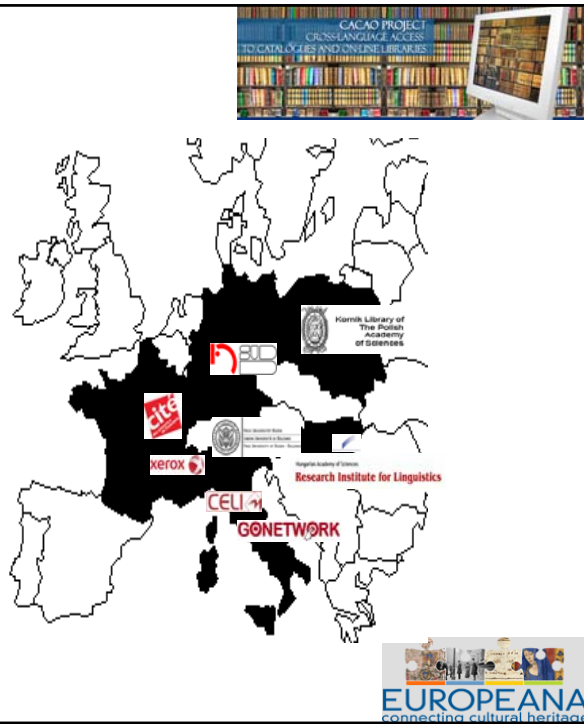 CACAO PROJECT
CROSS-LANGUAGE ACCESS
TO CATALOGUES AND ON-LINE LIBRARIES
Kornik Library of
The Polish
Academy
of Sciences
cité
xerox
Hungarian Academy of Sciences
Research Institute for Linguistics
CELI
GONETWORK
EUROPEANA
connecting cultural heritage